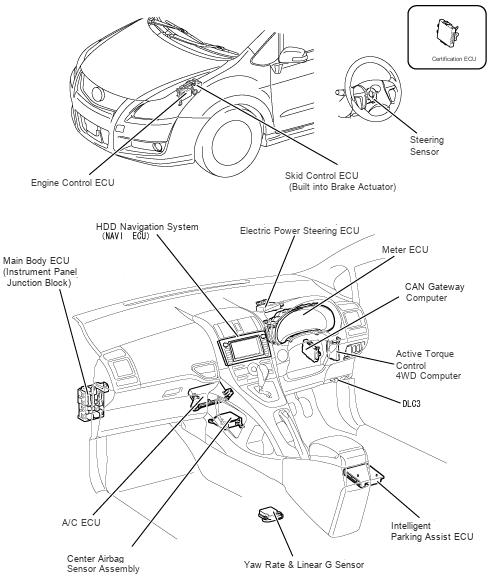 Certification ECU
Steering
Sensor
Skid Control ECU
(Built into Brake Actuator)
Engine Control ECU
HDD Navigation System
(NAVI ECU)
Electric Power Steering ECU
Meter ECU
Main Body ECU
(Instrument Panel
Junction Block)
CAN Gateway
Computer
Active Torque
Control
4WD Computer
DLC3
A/C ECU
Intelligent
Parking Assist ECU
Center Airbag
Sensor Assembly
Yaw Rate & Linear G Sensor